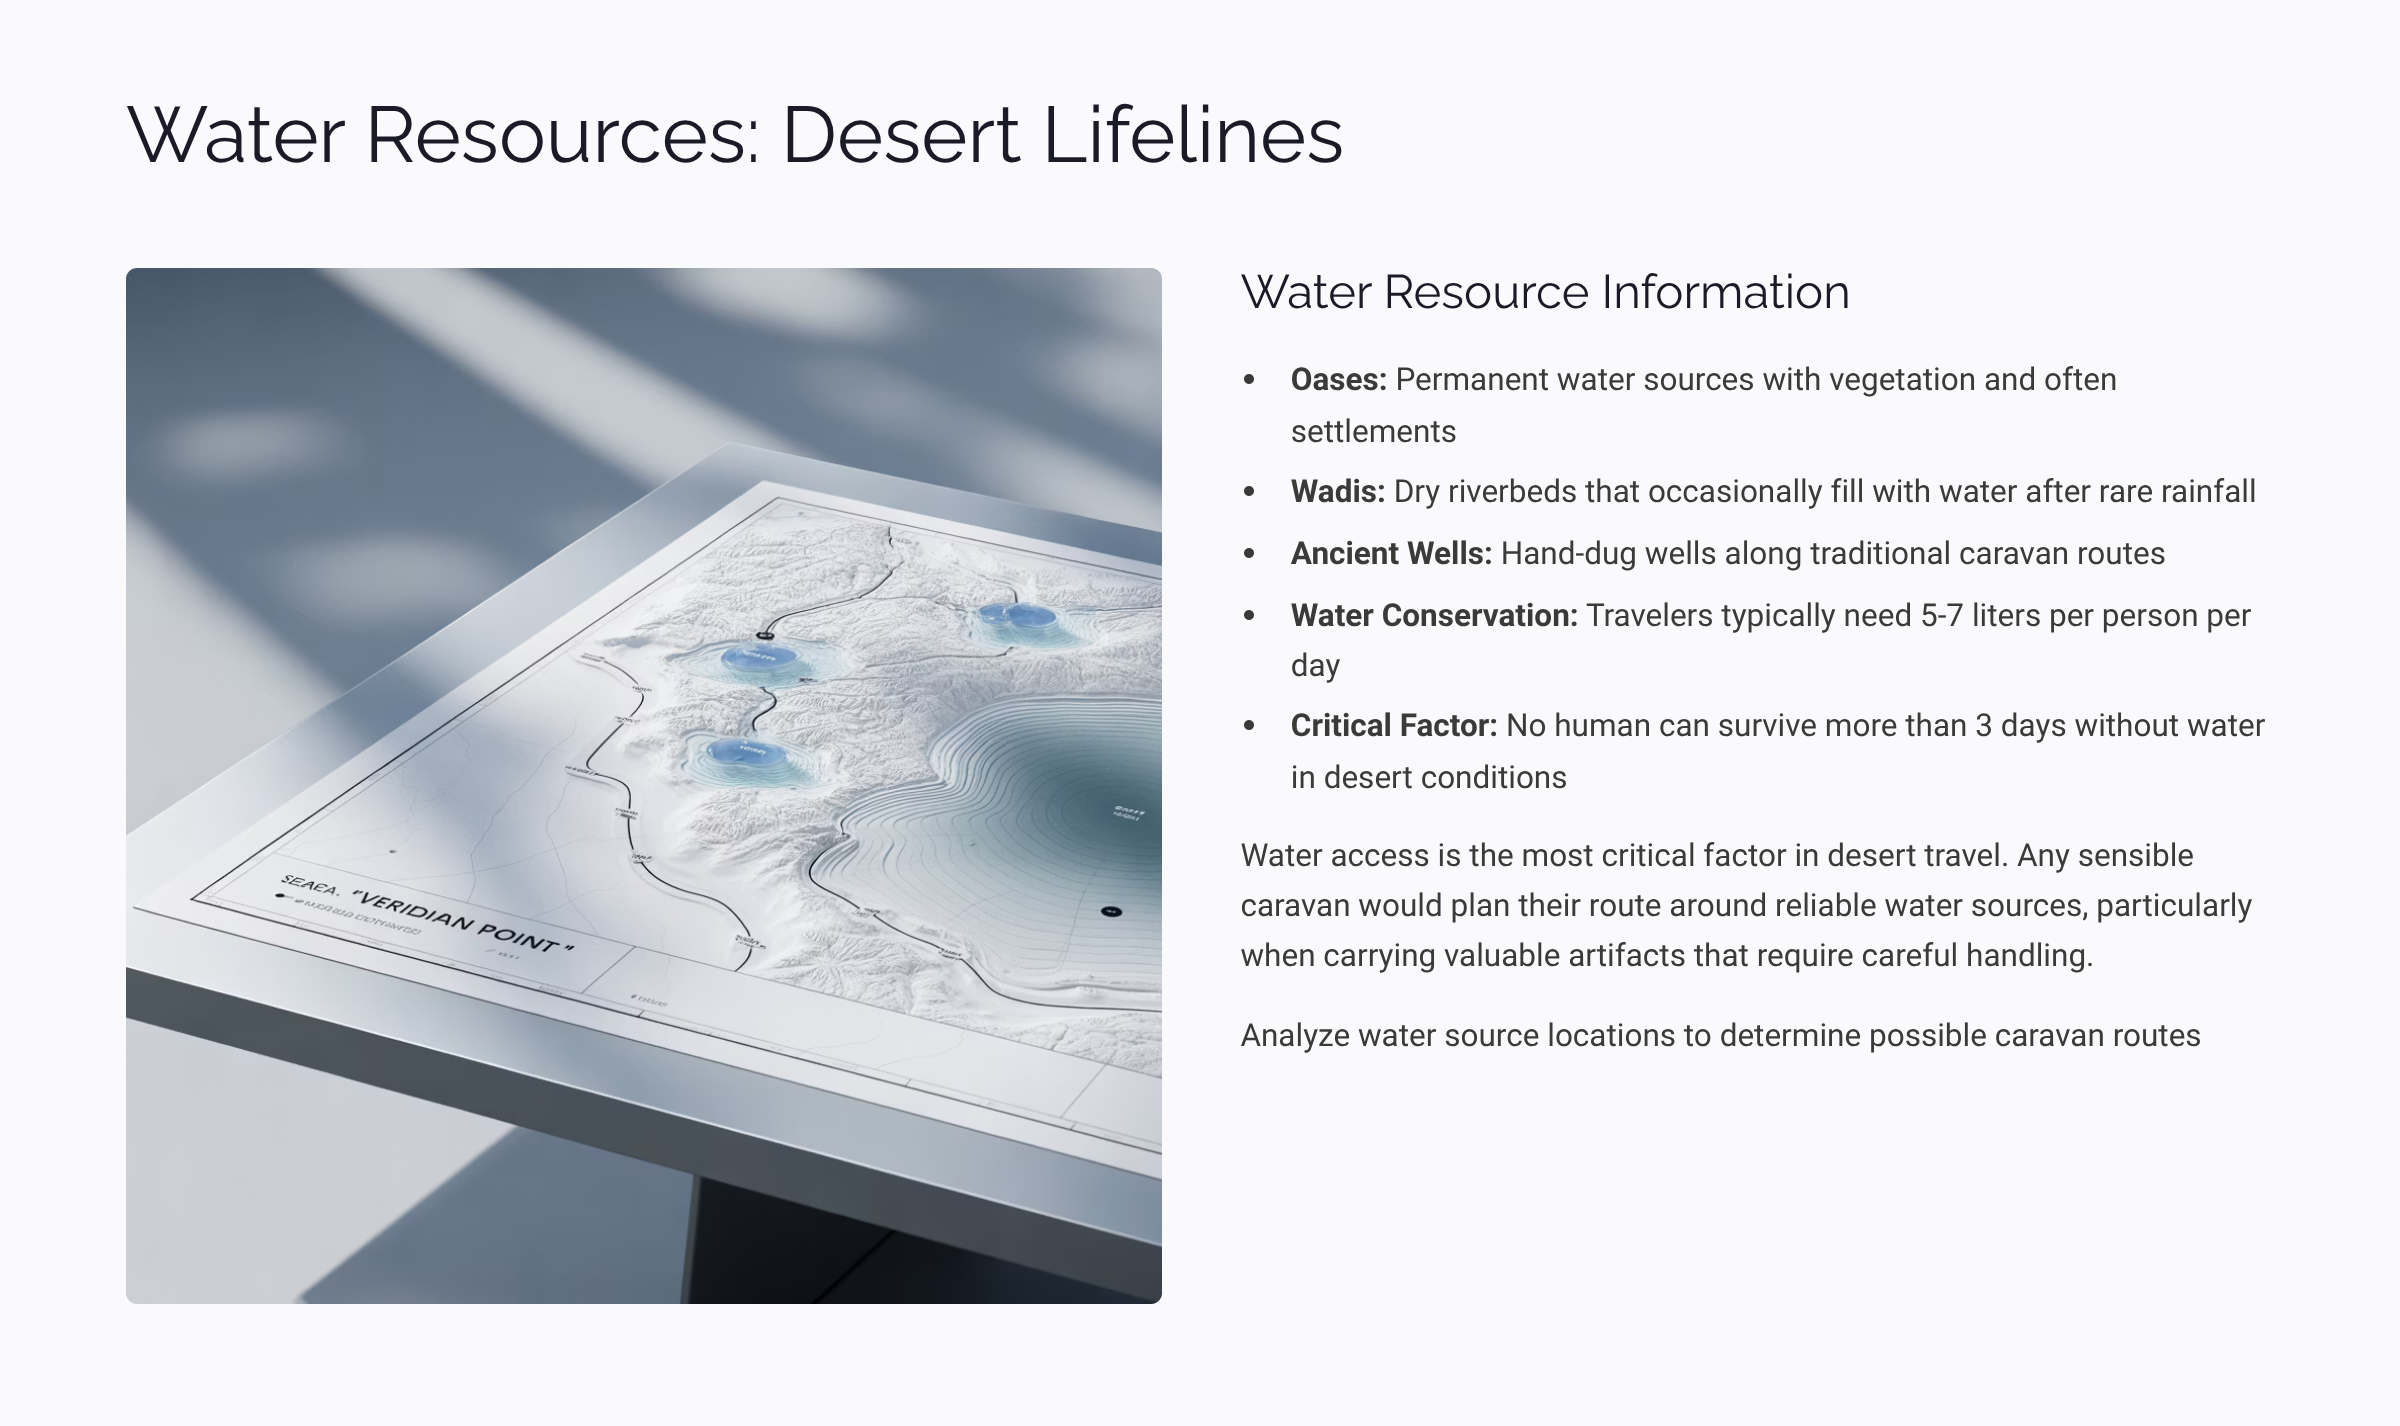 Water Resources: Desert Lifelines
SEAEA. "VERIDIAN POINT"
Water Resource Information
• Oases: Permanent water sources with vegetation and often
settlements
• Wadis: Dry riverbeds that occasionally fill with water after rare rainfall
• Ancient Wells: Hand-dug wells along traditional caravan routes
• Water Conservation: Travelers typically need 5-7 liters per person per
day
• Critical Factor: No human can survive more than 3 days without water
in desert conditions
Water access is the most critical factor in desert travel. Any sensible
caravan would plan their route around reliable water sources, particularly
when carrying valuable artifacts that require careful handling.
Analyze water source locations to determine possible caravan routes